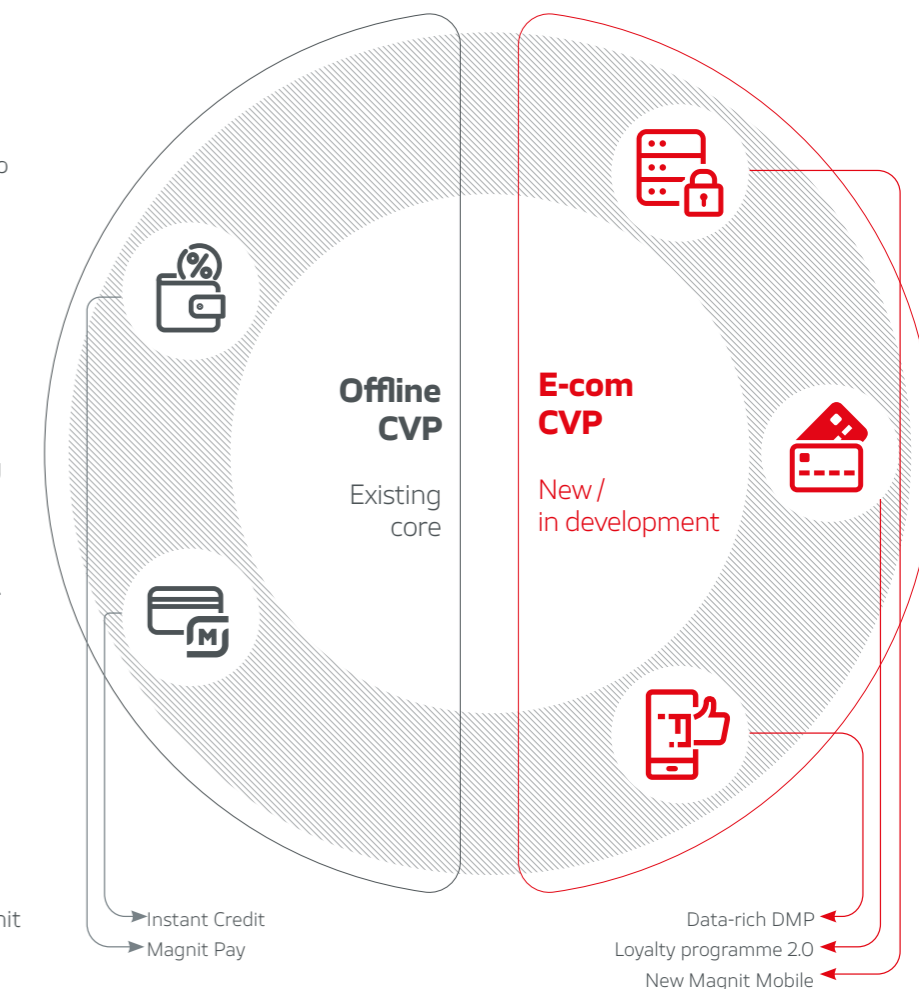 Offline
CVP
Existing
core
E-com
CVP
New /
in development
M
Instant Credit
Magnit Pay
Data-rich DMP
Loyalty programme 2.0
New Magnit Mobile